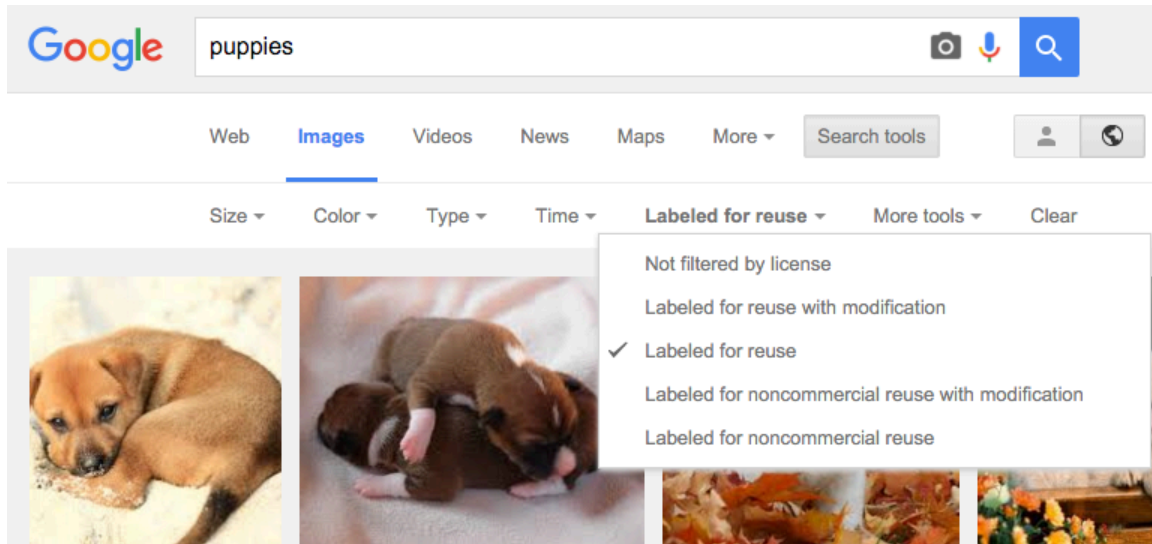 Google puppies
Web Images Videos News Maps More Search tools
Size Color Type Time Labeled for reuse More tools Clear
Not filtered by license
Labeled for reuse with modification
Labeled for reuse
Labeled for noncommercial reuse with modification
Labeled for noncommercial reuse